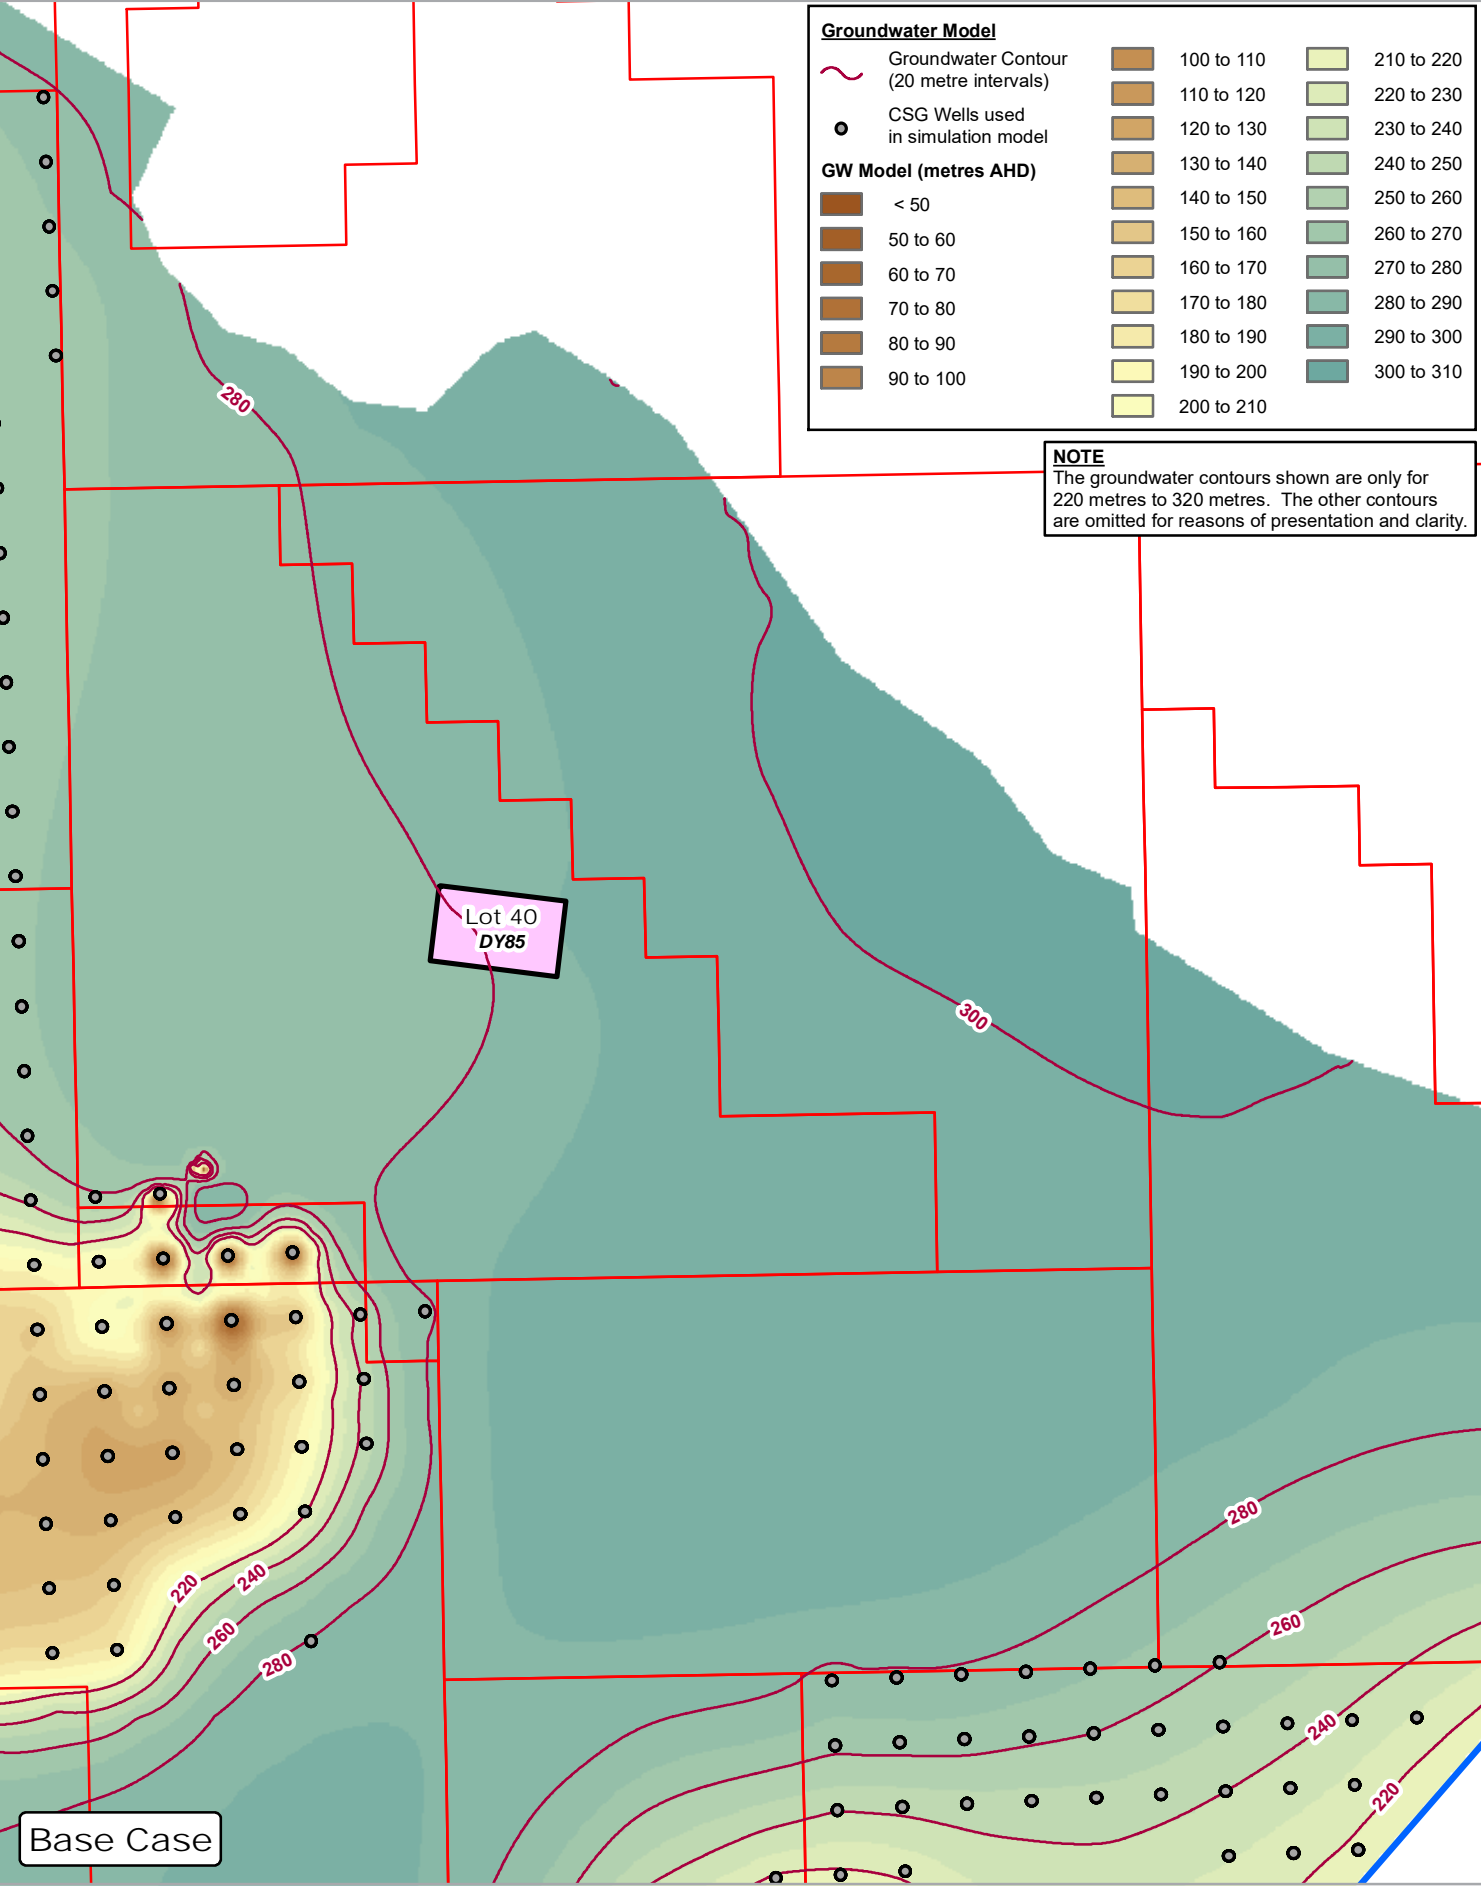 Groundwater Model
Groundwater Contour
(20 metre intervals)
CSG Wells used
in simulation model
GW Model (metres AHD)
< 50
50 to 60
60 to 70
70 to 80
80 to 90
90 to 100
100 to 110
110 to 120
120 to 130
130 to 140
140 to 150
150 to 160
160 to 170
170 to 180
180 to 190
190 to 200
200 to 210
210 to 220
220 to 230
230 to 240
240 to 250
250 to 260
260 to 270
270 to 280
280 to 290
290 to 300
300 to 310
NOTE
The groundwater contours shown are only for
220 metres to 320 metres. The other contours
are omitted for reasons of presentation and clarity.
280
Lot 40
DY85
300
280
220
240
260
280
260
240
220
Base Case